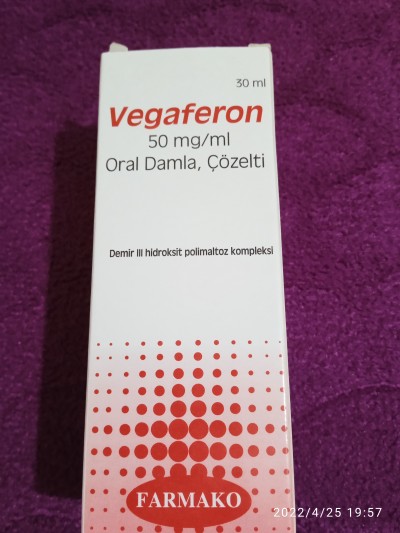 30 ml
Vegaferon
50 mg/ml
Oral Damla, Çözelti
Demir III hidroksit polimaltoz kompleksi
FARMAKO
2022/4/25 19:57